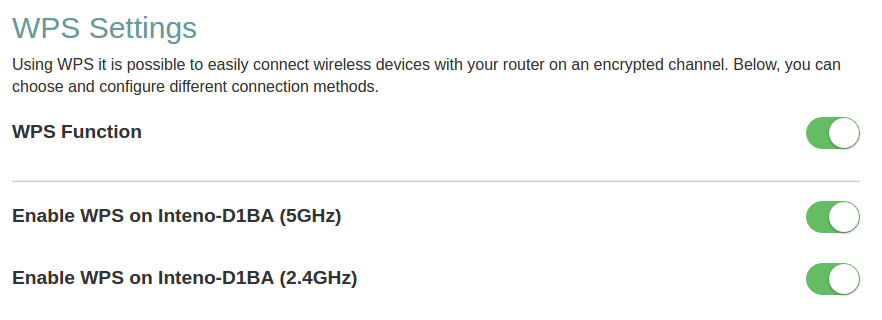 WPS Settings
Using WPS it is possible to easily connect wireless devices with your router on an encrypted channel. Below, you can
choose and configure different connection methods.
WPS Function
Enable WPS on Inteno-D1BA (5GHz)
Enable WPS on Inteno-D1BA (2.4GHz)